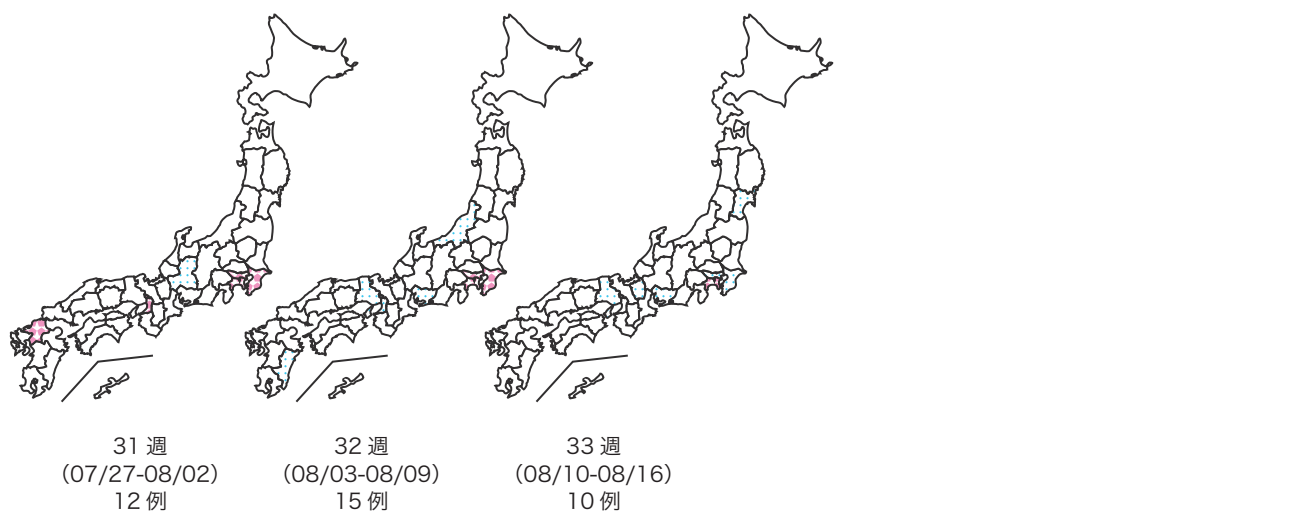 31 週
（07/27-08/02）
12 例
32 週
（08/03-08/09）
15 例
33 週
（08/10-08/16）
10 例